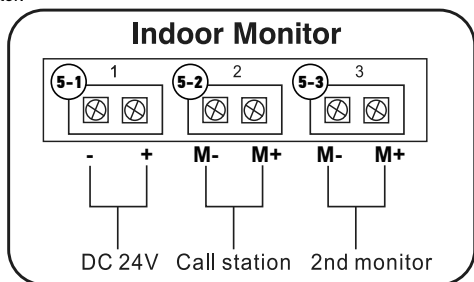 Indoor Monitor
5-1 1 5-2 2 5-3 3
- + M- M+ M- M+
DC 24V Call station 2nd monitor